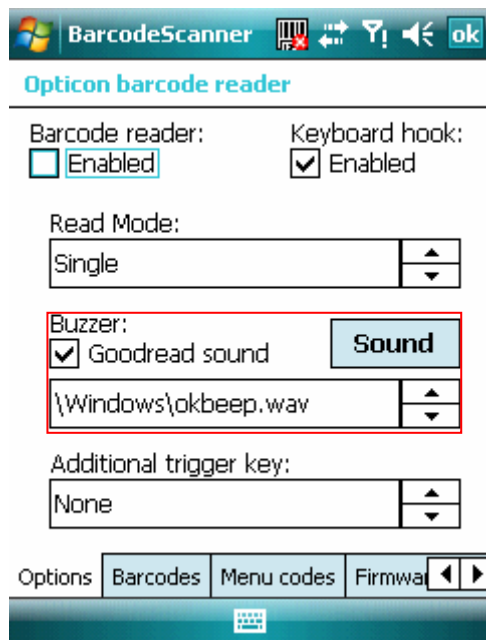 BarcodeScanner ok
Opticon barcode reader
Barcode reader: Keyboard hook:
Enabled Enabled
Read Mode:
Single
Buzzer:
Goodread sound Sound
\Windows\okbeep.wav
Additional trigger key:
None
Options Barcodes Menu codes Firmwa